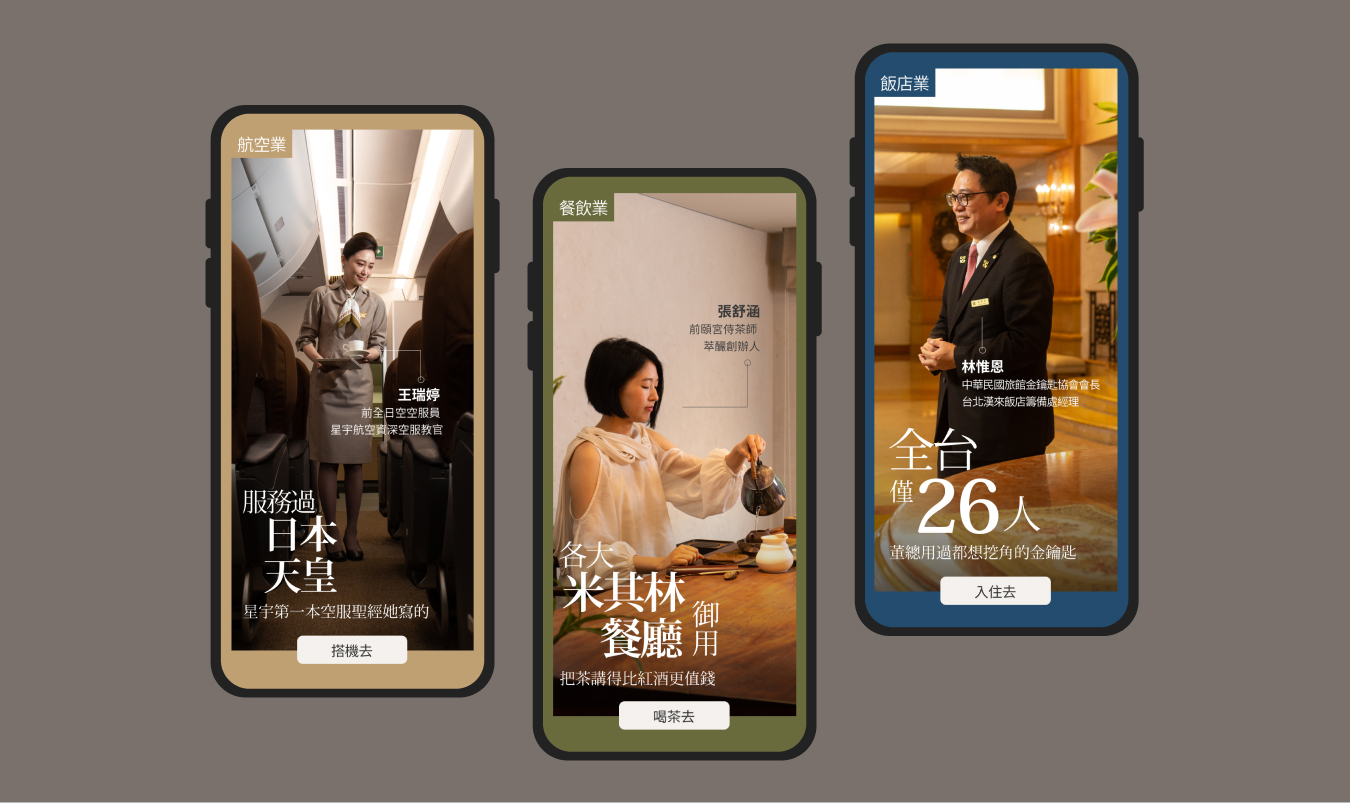 航空業
王瑞婷
前全日空空服員
星宇航空資深空服教官
服務過
日本
天皇
星宇第一本空服聖經她寫的
搭機去
餐飲業
張舒涵
前頤宮侍茶師
萃釅創辦人
各大
米其林
餐廳
御用
把茶講得比紅酒更值錢
喝茶去
飯店業
林惟恩
中華民國旅館金鑰匙協會會長
台北漢來飯店籌備處經理
全台
僅26人
董總用過都想挖角的金鑰匙
入住去